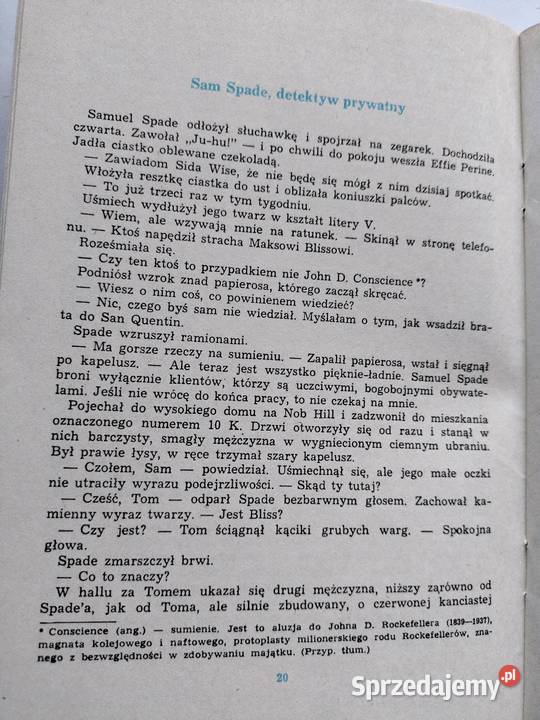 Sam Spade, detektyw prywatny
Samuel Spade odłożył słuchawkę i spojrzał na zegarek. Dochodziła
czwarta. Zawołał „Ju-hu!" — i po chwili do pokoju weszła Effie Perine.
Jadła ciastko oblewane czekoladą.
— Zawiadom Sida Wise, że nie będę się mógł z nim dzisiaj spotkać.
Włożyła resztkę ciastka do ust i oblizała koniuszki palców.
— To już trzeci raz w tym tygodniu.
Uśmiech wydłużył jego twarz w kształt litery V.
— Wiem, ale wzywają mnie na ratunek. — Skinął w stronę telefo-
nu. — Ktoś napędził stracha Maksowi Blissowi.
Roześmiała się.
— Czy ten ktoś to przypadkiem nie John D. Conscience*?
Podniósł wzrok znad papierosa, którego zaczął skręcać.
— Wiesz o nim coś, co powinienem wiedzieć?
— Nic, czego byś sam nie wiedział. Myślałam o tym, jak wsadził bra-
ta do San Quentin.
Spade wzruszył ramionami.
— Ma gorsze rzeczy na sumieniu. — Zapalił papierosa, wstał i sięgnął
po kapelusz. — Ale teraz jest wszystko pięknie-ładnie. Samuel Spade
broni wyłącznie klientów, którzy są uczciwymi, bogobojnymi obywate-
lami. Jeśli nie wrócę do końca pracy, to nie czekaj na mnie.
Pojechał do wysokiego domu na Nob Hill i zadzwonił do mieszkania
oznaczonego numerem 10 K. Drzwi otworzyły się od razu i stanął w
nich barczysty, smagły mężczyzna w wygniecionym ciemnym ubraniu.
Był prawie łysy, w ręce trzymał szary kapelusz.
— Czołem, Sam — powiedział. Uśmiechnął się, ale jego małe oczki
nie utraciły wyrazu podejrzliwości. — Skąd ty tutaj?
— Cześć, Tom — odparł Spade bezbarwnym głosem. Zachował ka-
mienny wyraz twarzy. — Jest Bliss?
— Czy jest? — Tom ściągnął kąciki grubych warg. — Spokojna
głowa.
Spade zmarszczył brwi.
— Co to znaczy?
W hallu za Tomem ukazał się drugi mężczyzna, niższy zarówno od
Spade'a, jak od Toma, ale silnie zbudowany, o czerwonej kanciastej
* Conscience (ang.) — sumienie. Jest to aluzja do Johna D. Rockefellera (1839—1937),
magnata kolejowego i naftowego, protoplasty milionerskiego rodu Rockefellerów, zna-
nego z bezwzględności w zdobywaniu majątku. (Przyp. tłum.)
20
Sprzedajemy.pl